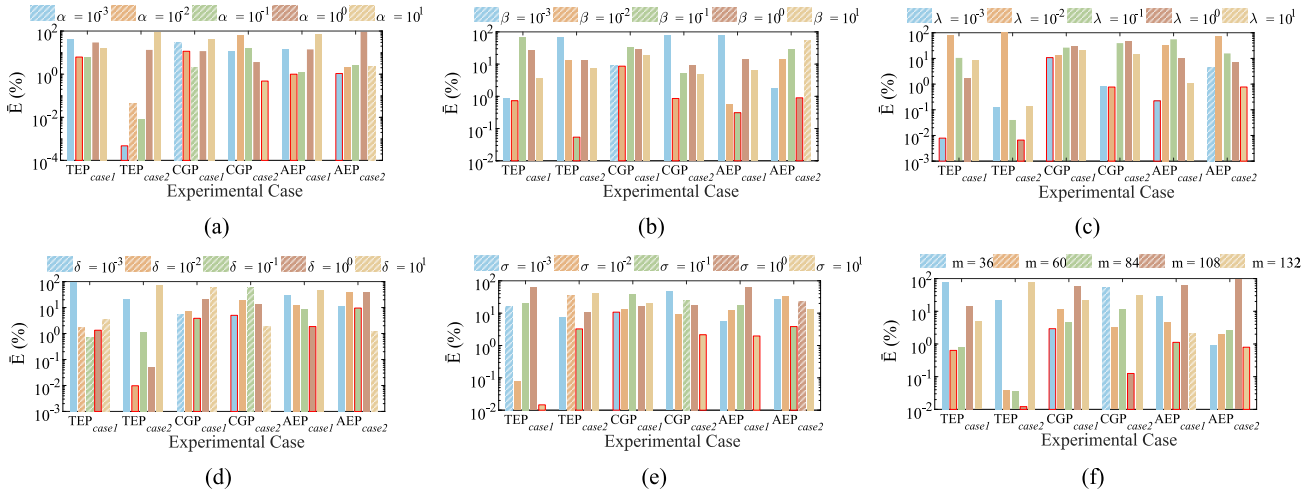 α = 10-3 α = 10-2 α = 10-1 α = 100 α = 101
102
100
10-2
10-4
Ē (%)
TEPcase1 TEPcase2 CGPcase1 CGPcase2 AEPcase1 AEPcase2
Experimental Case
(a)
β = 10-3 β = 10-2 β = 10-1 β = 100 β = 101
102
101
100
10-1
10-2
Ē (%)
TEPcase1 TEPcase2 CGPcase1 CGPcase2 AEPcase1 AEPcase2
Experimental Case
(b)
λ = 10-3 λ = 10-2 λ = 10-1 λ = 100 λ = 101
102
101
100
10-1
10-2
10-3
Ē (%)
TEPcase1 TEPcase2 CGPcase1 CGPcase2 AEPcase1 AEPcase2
Experimental Case
(c)
δ = 10-3 δ = 10-2 δ = 10-1 δ = 100 δ = 101
102
101
100
10-1
10-2
10-3
Ē (%)
TEPcase1 TEPcase2 CGPcase1 CGPcase2 AEPcase1 AEPcase2
Experimental Case
(d)
σ = 10-3 σ = 10-2 σ = 10-1 σ = 100 σ = 101
102
101
100
10-1
10-2
Ē (%)
TEPcase1 TEPcase2 CGPcase1 CGPcase2 AEPcase1 AEPcase2
Experimental Case
(e)
m = 36 m = 60 m = 84 m = 108 m = 132
102
101
100
10-1
10-2
Ē (%)
TEPcase1 TEPcase2 CGPcase1 CGPcase2 AEPcase1 AEPcase2
Experimental Case
(f)